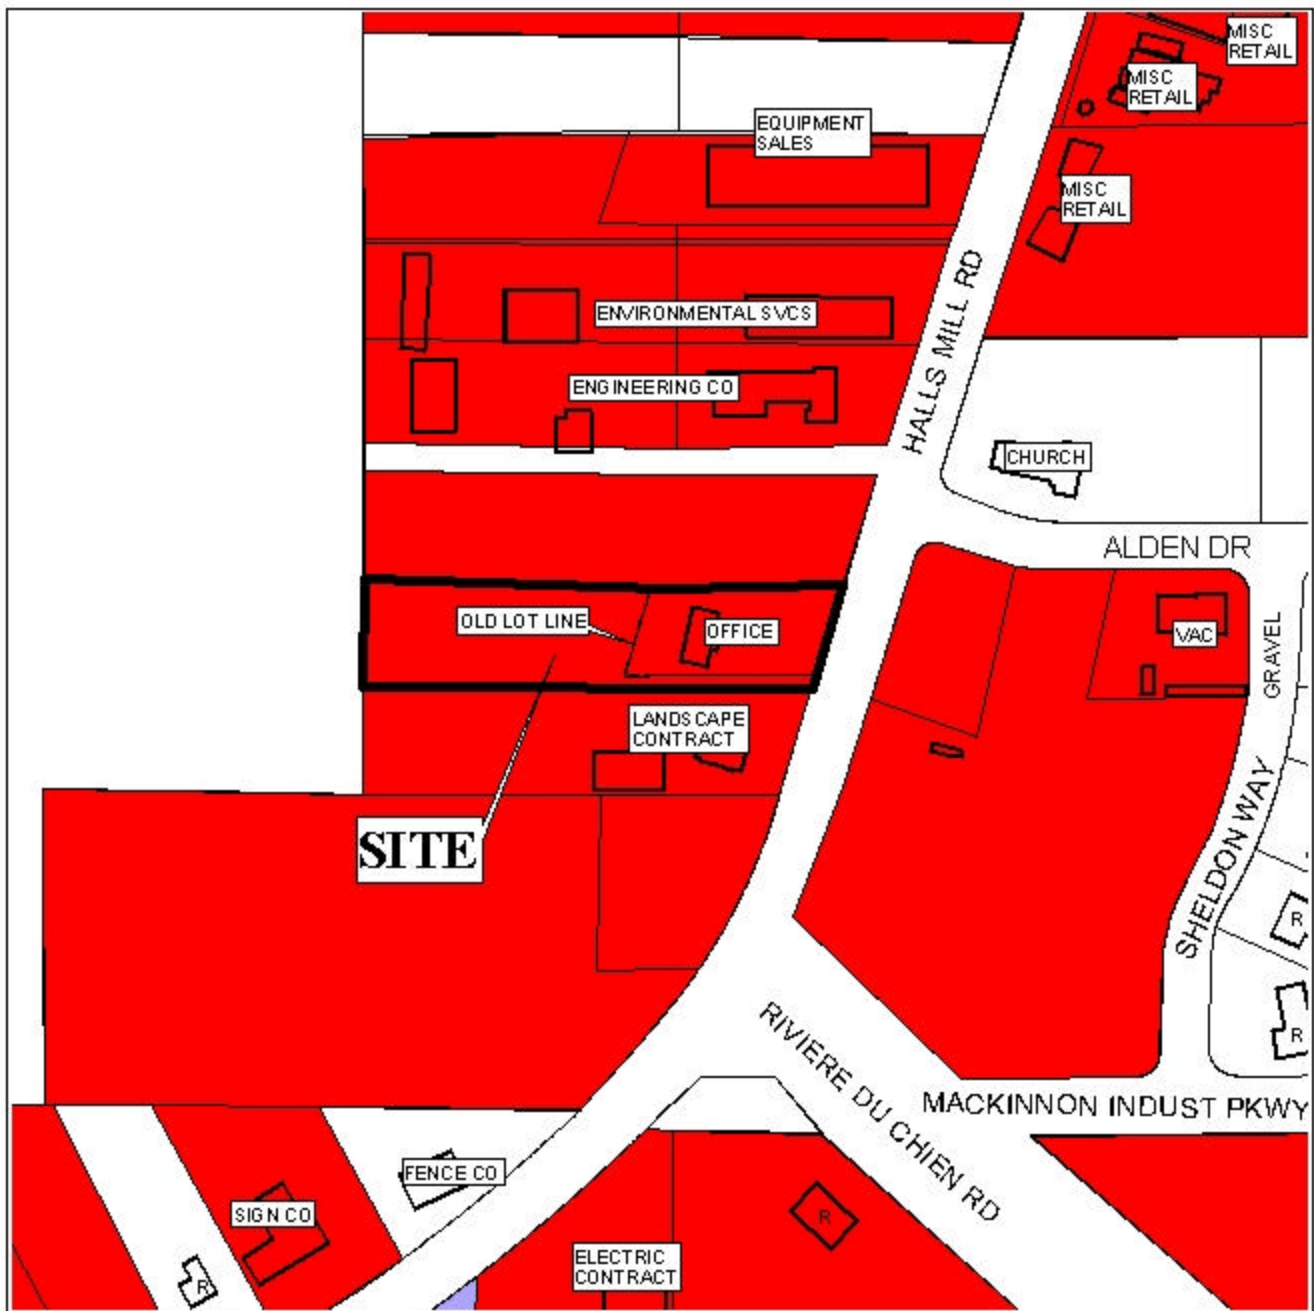 MISC
RETAIL
MISC
RETAIL
EQUIPMENT
SALES
MISC
RETAIL
ENVIRONMENTAL SVCS
HALLS MILL RD
ENGINEERING CO
CHURCH
ALDEN DR
OLD LOT LINE
OFFICE
VAC
GRAVEL
LANDSCAPE
CONTRACT
SITE
SHELDON WAY
R
R
RIVIERE DU CHIEN RD
MACKINNON INDUST PKWY
FENCE CO
SIGN CO
R
R
ELECTRIC
CONTRACT